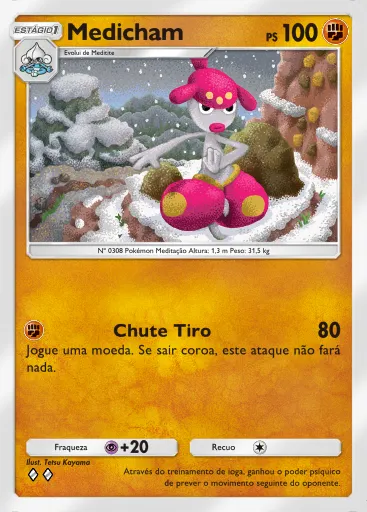 ESTÁGIO 1
Medicham
PS 100
Evolui de Meditite
Nº 0308 Pokémon Meditação Altura: 1,3 m Peso: 31,5 kg
Chute Tiro 80
Jogue uma moeda. Se sair coroa, este ataque não fará
nada.
Fraqueza +20
Recuo
Ilust. Tetsu Kayama
Através do treinamento de ioga, ganhou o poder psíquico
de prever o movimento seguinte do oponente.